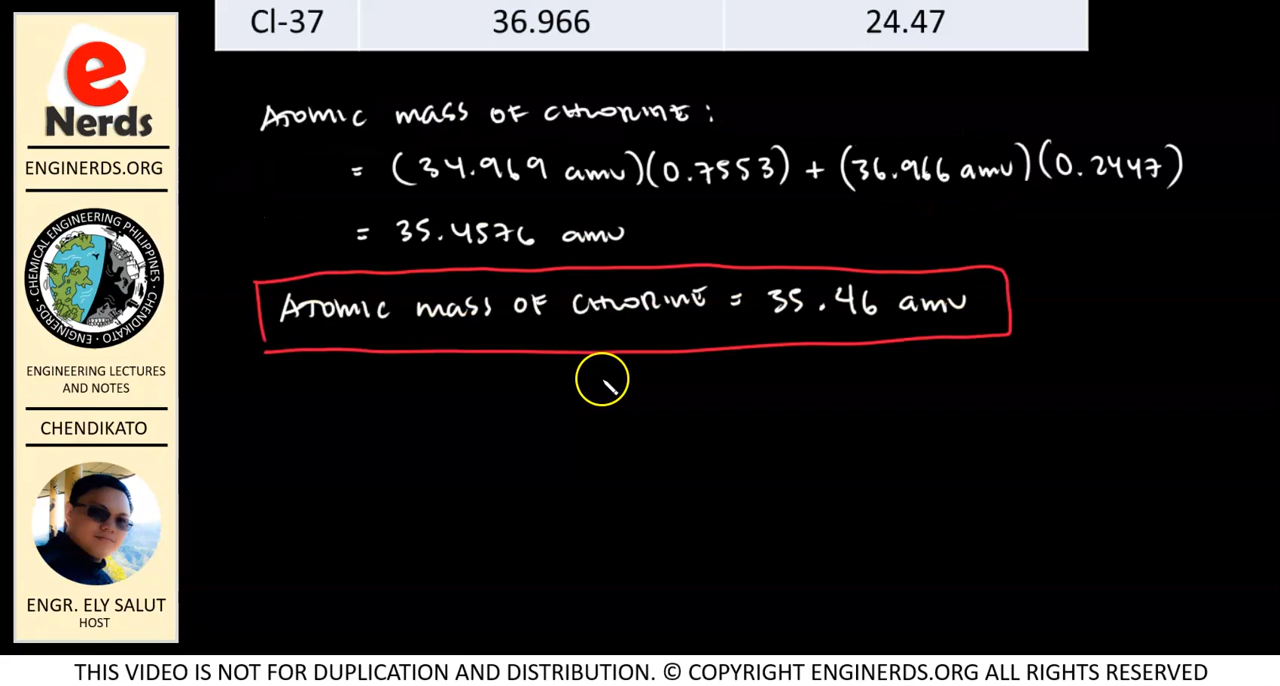 Cl-37 36.966 24.47
e
Nerds
ENGINERDS.ORG
CHEMICAL ENGINEERING PHILIPPINES
CHENDIKATO ENGINERDS
ENGINEERING LECTURES
AND NOTES
CHENDIKATO
ENGR. ELY SALUT
HOST
ATOMIC MASS OF CHLORINE :
= (34.969 amu)(0.7553) + (36.966 amu)(0.2447)
= 35.4576 amu
ATOMIC MASS OF CHLORINE = 35.46 amu
THIS VIDEO IS NOT FOR DUPLICATION AND DISTRIBUTION. © COPYRIGHT ENGINERDS.ORG ALL RIGHTS RESERVED